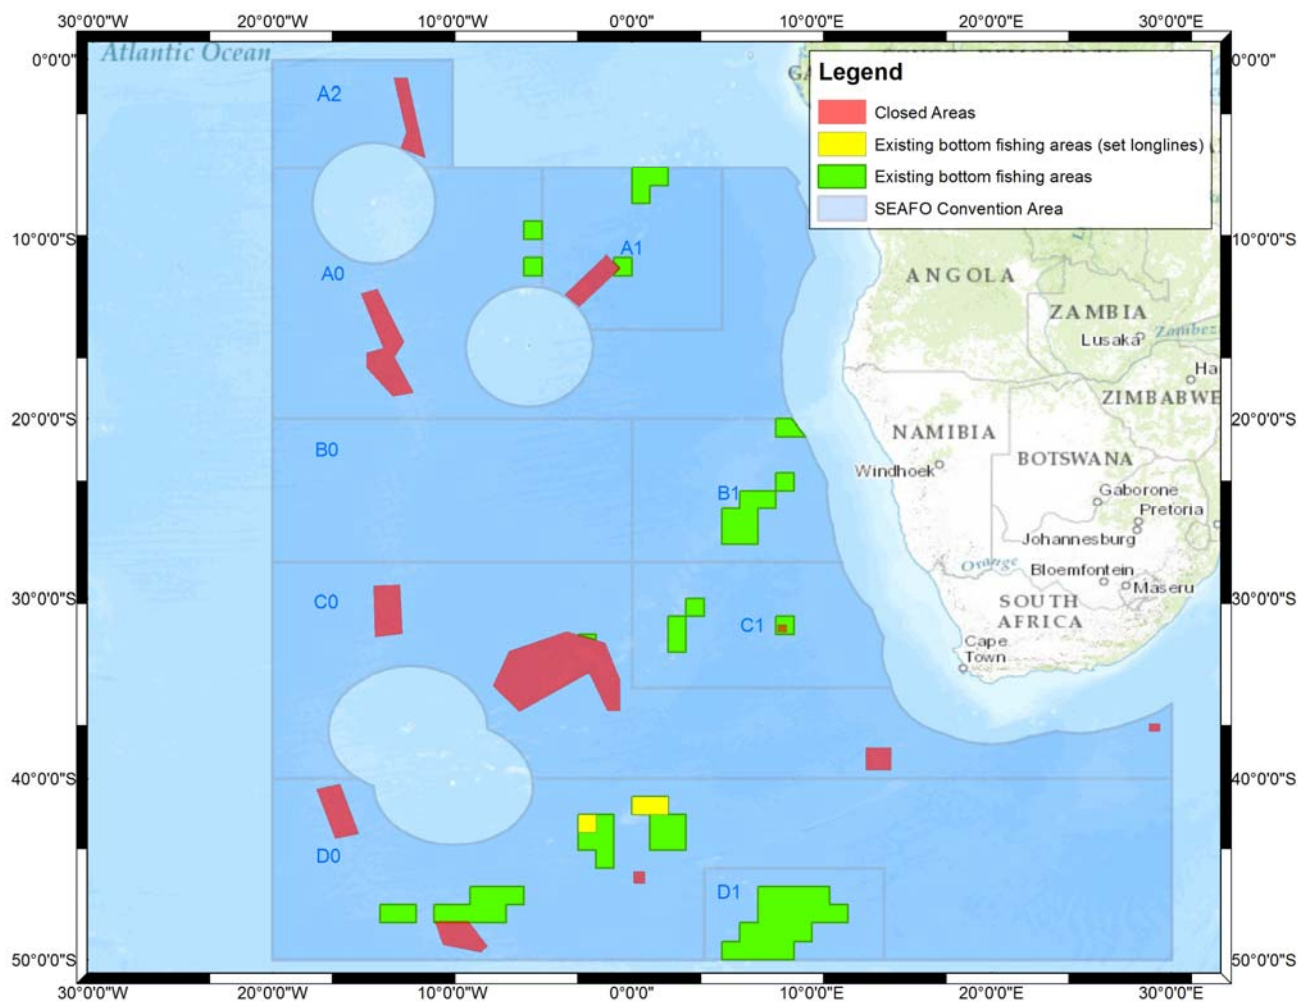 30°0'0"W 20°0'0"W 10°0'0"W 0°0'0" 10°0'0"E 20°0'0"E 30°0'0"E
Atlantic Ocean
0°0'0" 0°0'0"
Legend
Closed Areas
Existing bottom fishing areas (set longlines)
Existing bottom fishing areas
SEAFO Convention Area
A2
10°0'0"S 10°0'0"S
A1
A0
ANGOLA
ZAMBIA
Lusaka
Zambez
Ha
ZIMBABWE
20°0'0"S 20°0'0"S
NAMIBIA
B0
BOTSWANA
Windhoek
B1
Gaborone
Pretoria
Johannesburg
Orange
Bloemfontein
Maseru
30°0'0"S 30°0'0"S
C0
SOUTH
AFRICA
C1
Cape
Town
40°0'0"S 40°0'0"S
D0
D1
50°0'0"S 50°0'0"S
30°0'0"W 20°0'0"W 10°0'0"W 0°0'0" 10°0'0"E 20°0'0"E 30°0'0"E